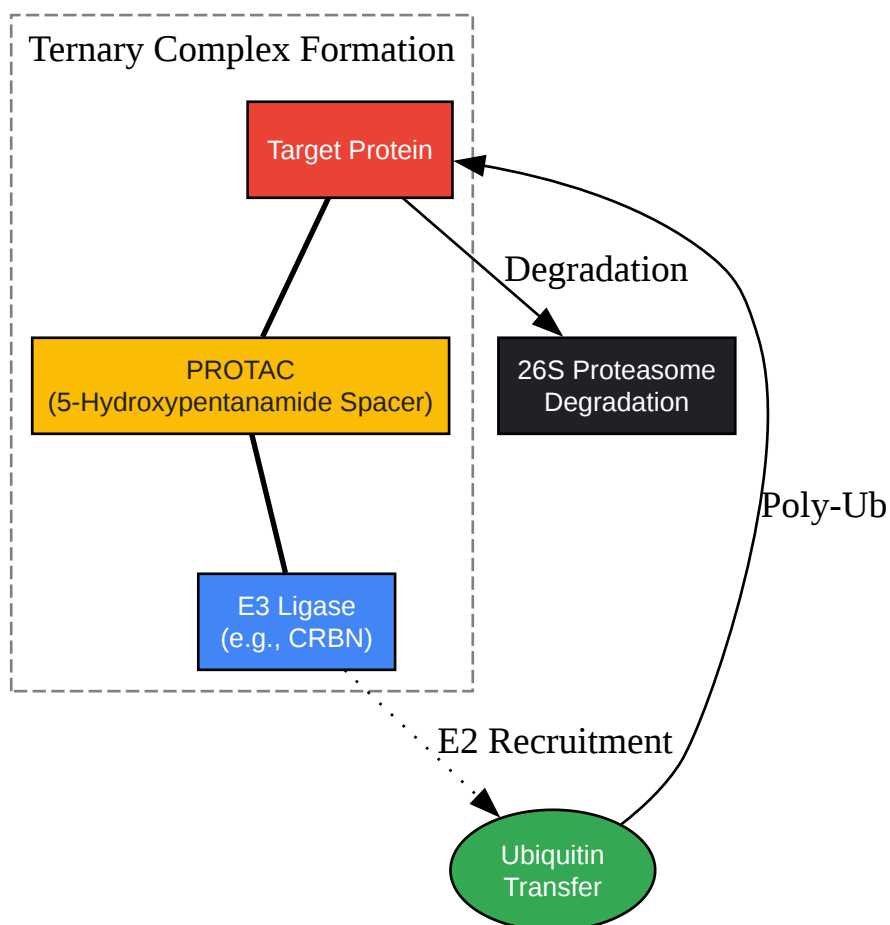 Ternary Complex Formation
Target Protein
Degradation
PROTAC
(5-Hydroxypentanamide Spacer)
26S Proteasome
Degradation
Poly-Ub
E3 Ligase
(e.g., CRBN)
E2 Recruitment
Ubiquitin
Transfer